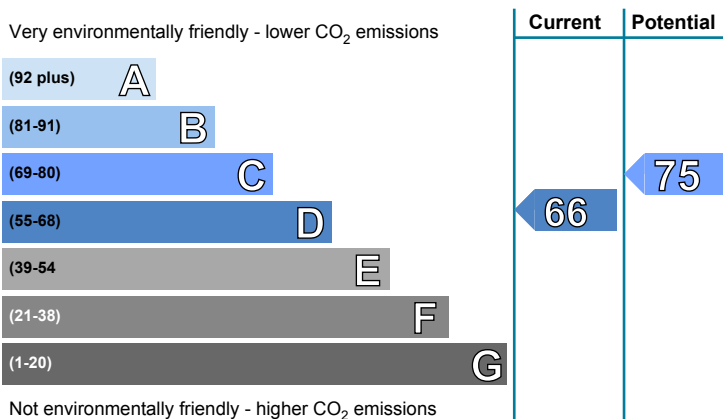 Current Potential
Very environmentally friendly - lower CO2 emissions
(92 plus) A
(81-91) B
(69-80) C
75
(55-68) D
66
(39-54 E
(21-38) F
(1-20) G
Not environmentally friendly - higher CO2 emissions